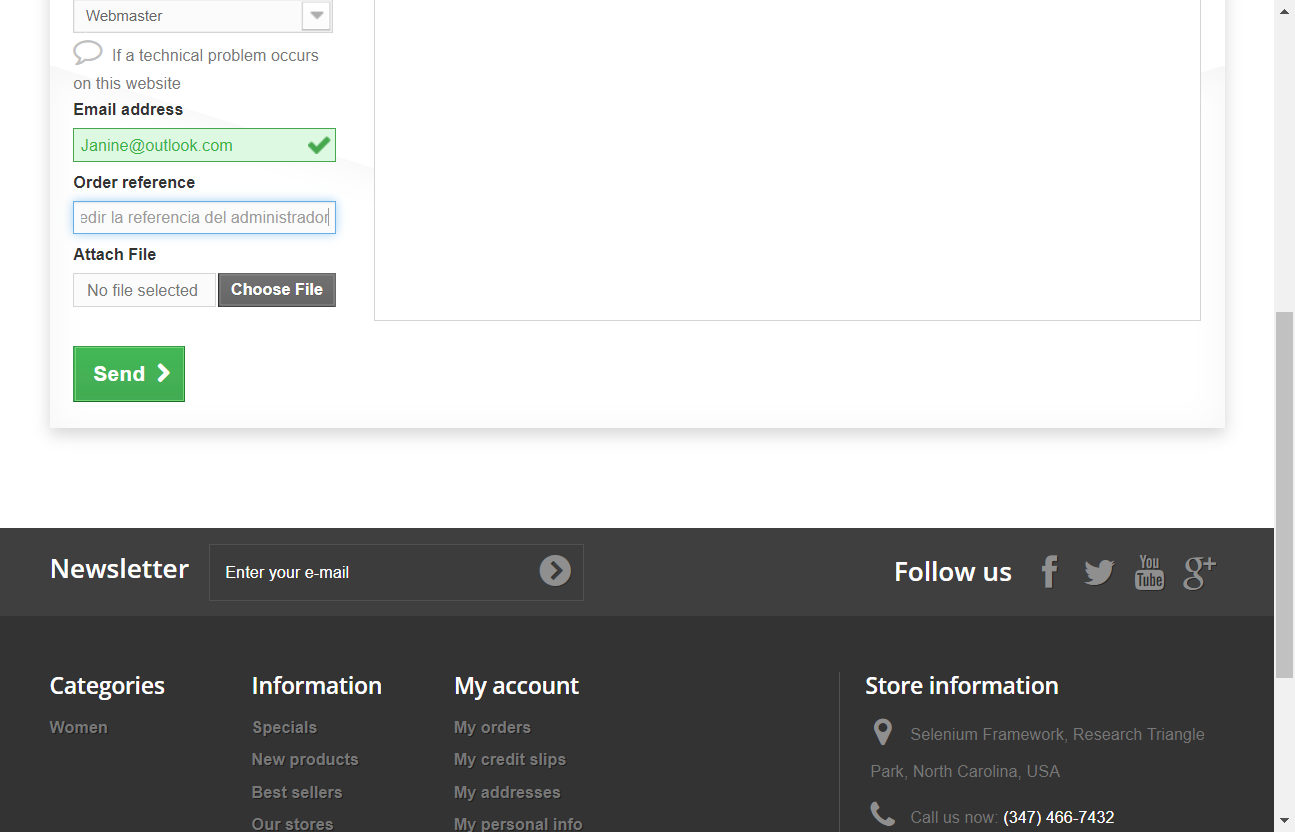 Webmaster
If a technical problem occurs
on this website
Email address
Janine@outlook.com
Order reference
edir la referencia del administrador
Attach File
No file selected
Choose File
Send
Newsletter
Enter your e-mail
Follow us
You
Tube
g+
Categories
Women
Information
Specials
New products
Best sellers
Our stores
My account
My orders
My credit slips
My addresses
My personal info
Store information
Selenium Framework, Research Triangle
Park, North Carolina, USA
Call us now: (347) 466-7432